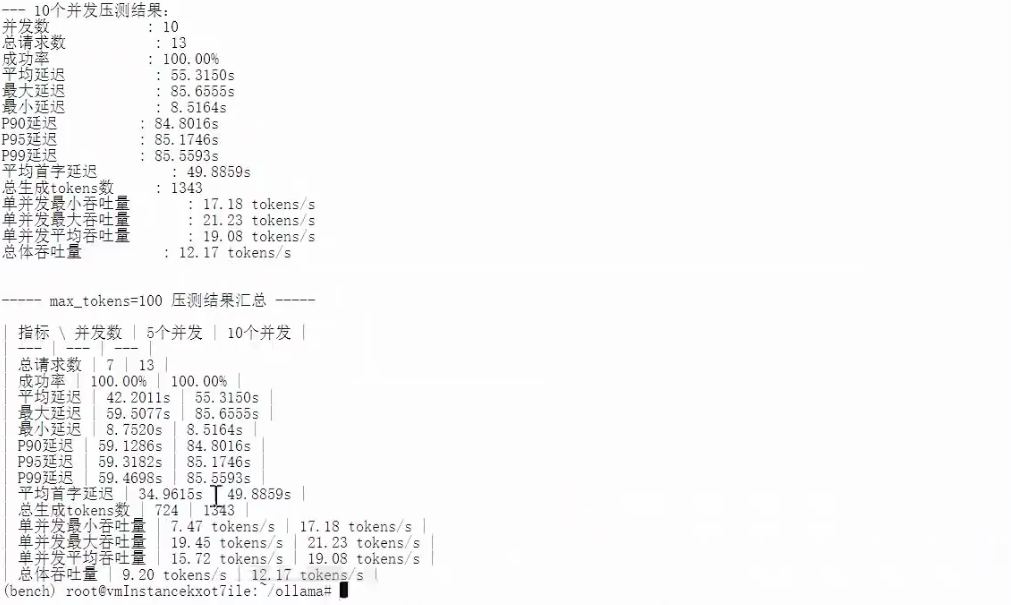 --- 10个并发压测结果:
并发数 : 10
总请求数 : 13
成功率 : 100.00%
平均延迟 : 55.3150s
最大延迟 : 85.6555s
最小延迟 : 8.5164s
P90延迟 : 84.8016s
P95延迟 : 85.1746s
P99延迟 : 85.5593s
平均首字延迟 : 49.8859s
总生成tokens数 : 1343
单并发最小吞吐量 : 17.18 tokens/s
单并发最大吞吐量 : 21.23 tokens/s
单并发平均吞吐量 : 19.08 tokens/s
总体吞吐量 : 12.17 tokens/s
----- max_tokens=100 压测结果汇总 -----
| 指标 \ 并发数 | 5个并发 | 10个并发 |
| --- | --- | --- |
| 总请求数 | 7 | 13 |
| 成功率 | 100.00% | 100.00% |
| 平均延迟 | 42.2011s | 55.3150s |
| 最大延迟 | 59.5077s | 85.6555s |
| 最小延迟 | 8.7520s | 8.5164s |
| P90延迟 | 59.1286s | 84.8016s |
| P95延迟 | 59.3182s | 85.1746s |
| P99延迟 | 59.4698s | 85.5593s |
| 平均首字延迟 | 34.9615s | 49.8859s |
| 总生成tokens数 | 724 | 1343 |
| 单并发最小吞吐量 | 7.47 tokens/s | 17.18 tokens/s |
| 单并发最大吞吐量 | 19.45 tokens/s | 21.23 tokens/s |
| 单并发平均吞吐量 | 15.72 tokens/s | 19.08 tokens/s |
| 总体吞吐量 | 9.20 tokens/s | 12.17 tokens/s |
(bench) root@vmInstancekxot7ile:~/ollama#